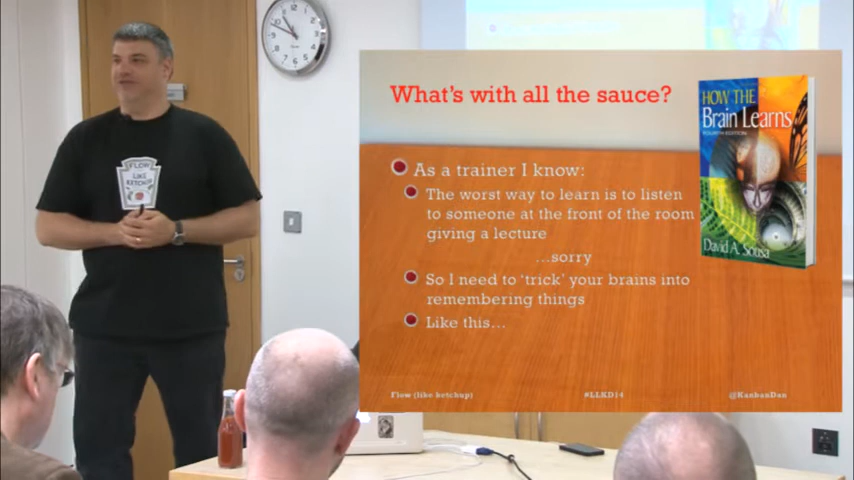 What's with all the sauce?
As a trainer I know:
The worst way to learn is to listen
to someone at the front of the room
giving a lecture
...sorry
So I need to 'trick' your brains into
remembering things
Like this...
Flow (like ketchup)
#LLKD14
@KanbanDan
HOW THE
Brain Learns
FOURTH EDITION
David A. Sousa
FLOW
LIKE
KETCHUP